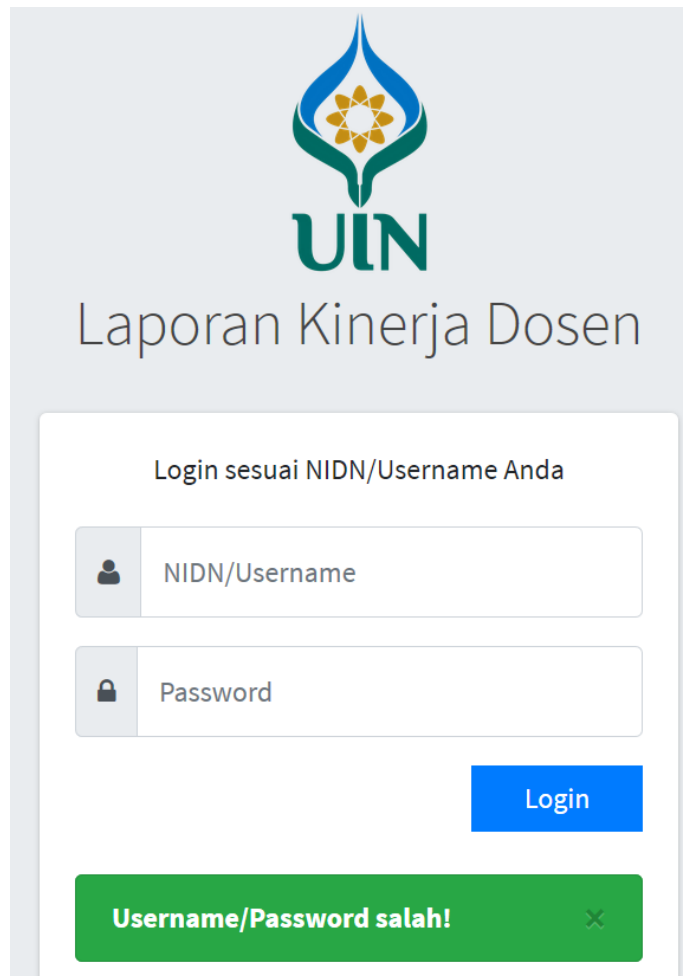 UIN
Laporan Kinerja Dosen
Login sesuai NIDN/Username Anda
NIDN/Username
Password
Login
Username/Password salah!
×